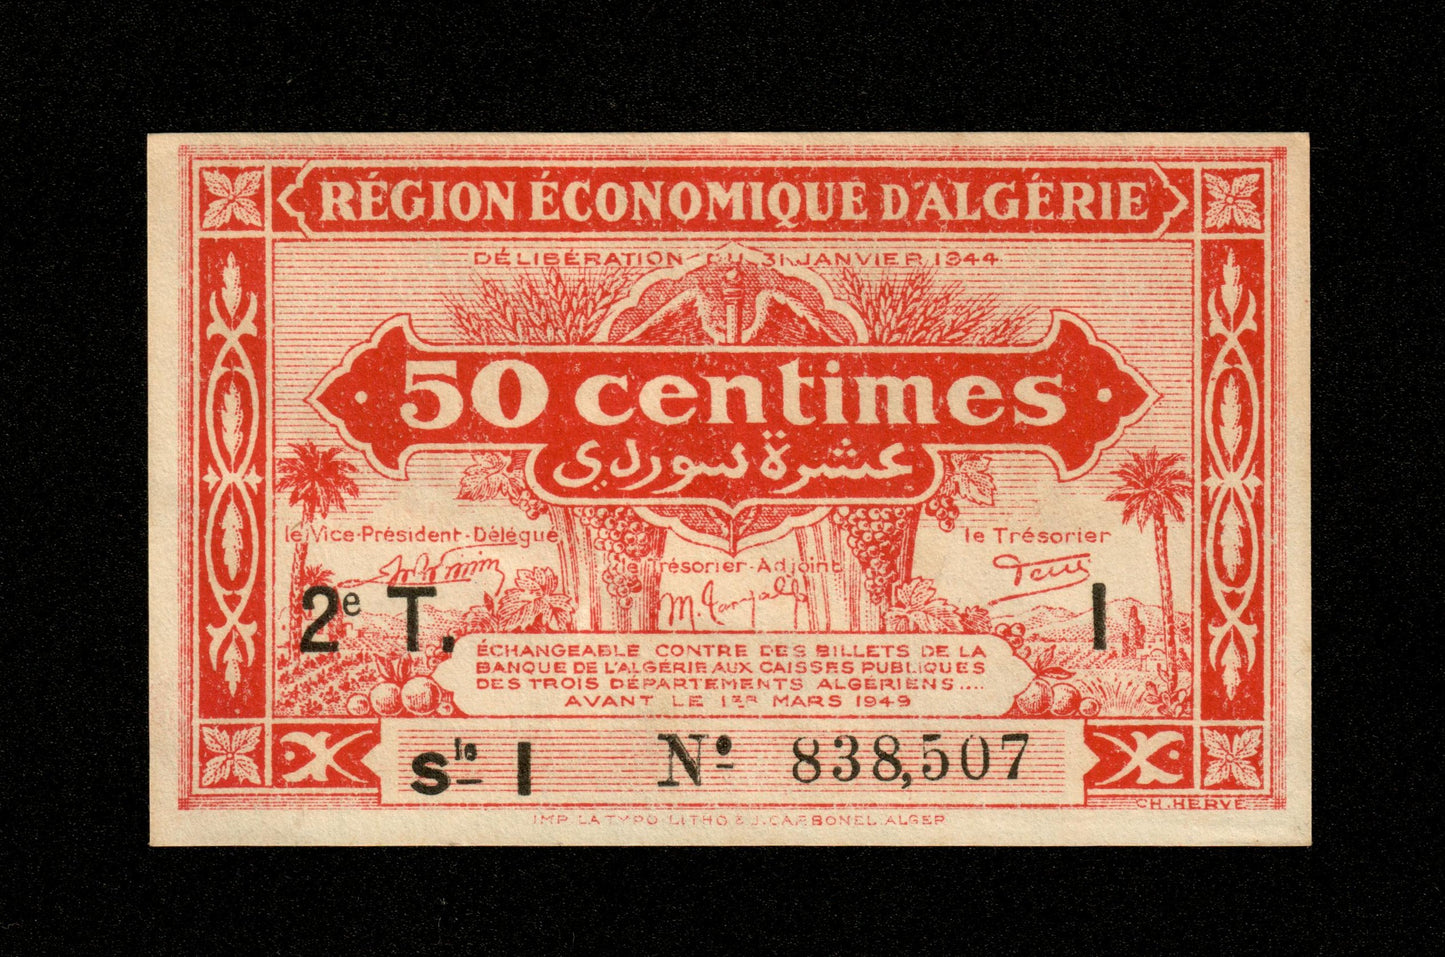 RÉGION ÉCONOMIQUE D'ALGÉRIE
DÉLIBÉRATION DU 31 JANVIER 1944
50 centimes
عشرة سوردي
le Vice-Président-Délégué
le Trésorier-Adjoint
le Trésorier
2e T.
I
ÉCHANGEABLE CONTRE DES BILLETS DE LA
BANQUE DE L'ALGÉRIE AUX CAISSES PUBLIQUES
DES TROIS DÉPARTEMENTS ALGÉRIENS....
AVANT LE 1ER MARS 1949
Sie I
No 838,507
CH. HERVÉ
IMP. LA TYPO-LITHO & J. CARBONEL. ALGER